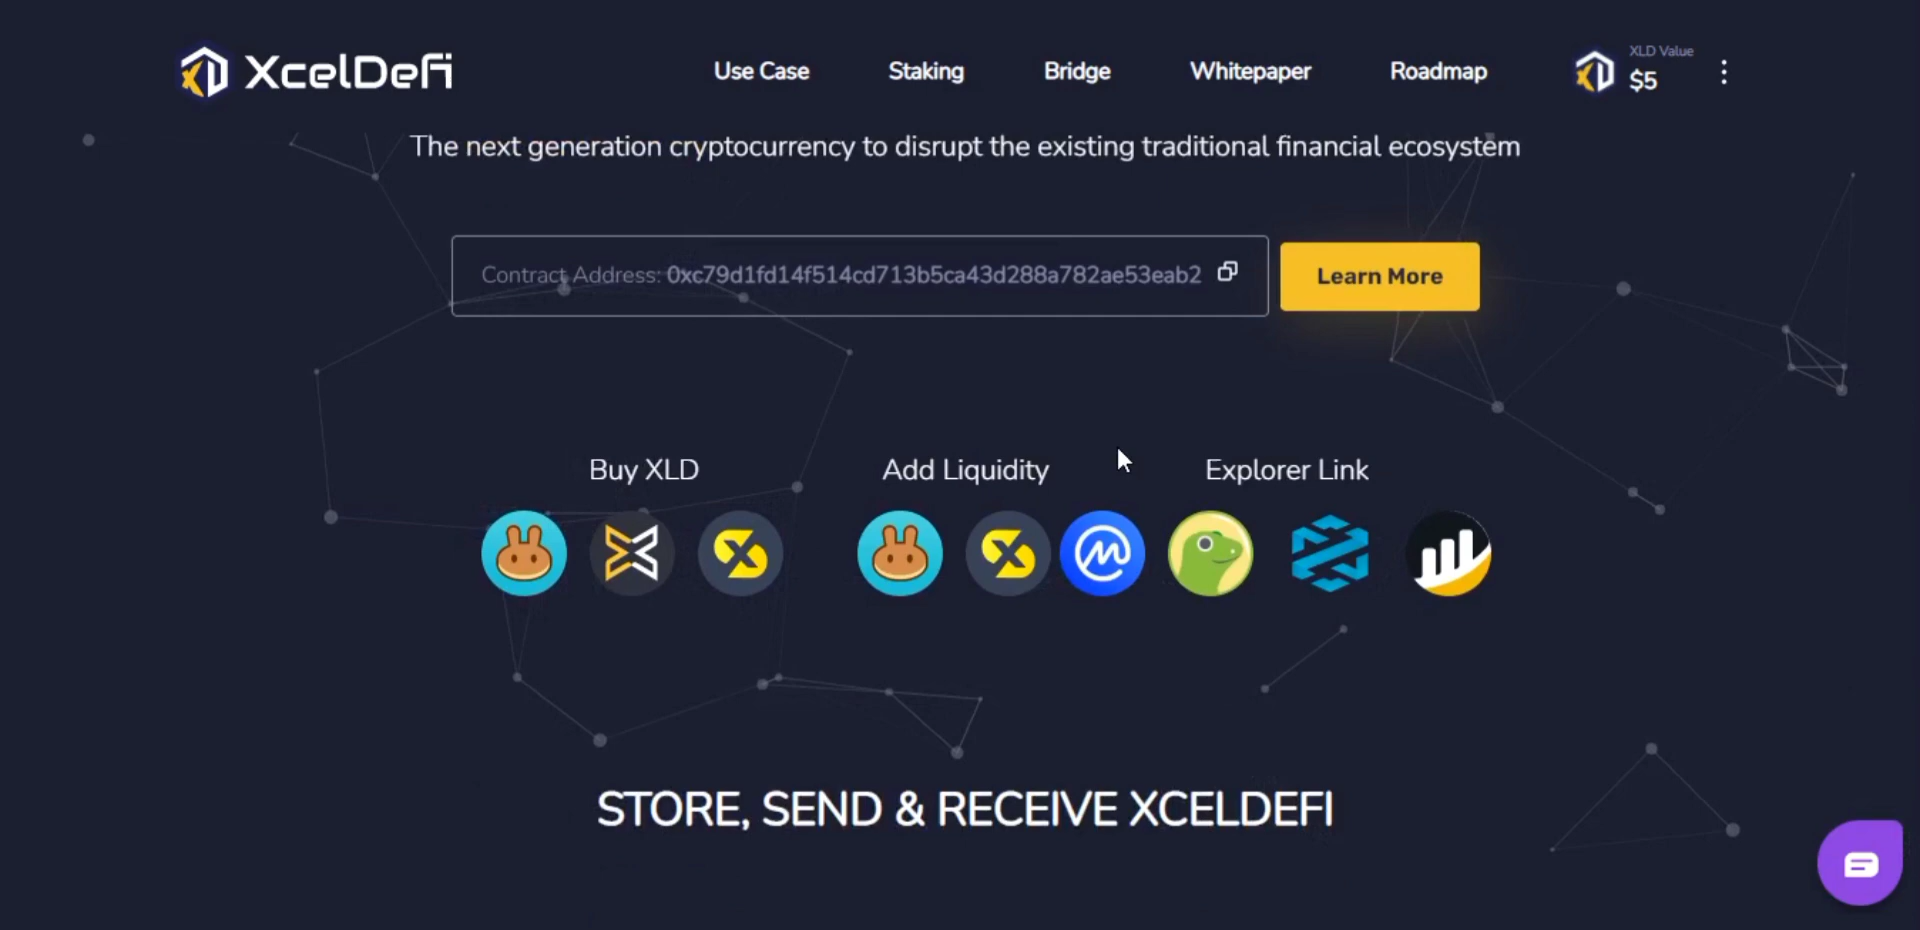 XcelDefi
Use Case
Staking
Bridge
Whitepaper
Roadmap
XLD Value
$5
The next generation cryptocurrency to disrupt the existing traditional financial ecosystem
Contract Address: 0xc79d1fd14f514cd713b5ca43d288a782ae53eab2
Learn More
Buy XLD
Add Liquidity
Explorer Link
STORE, SEND & RECEIVE XCELDEFI